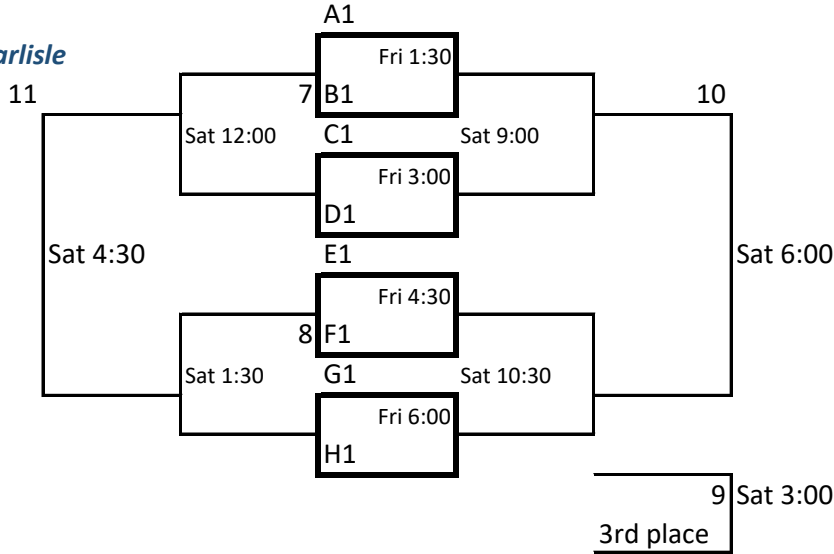 A1
arlisle
Fri 1:30
11
7
B1
10
Sat 12:00
C1
Sat 9:00
Fri 3:00
D1
Sat 4:30
E1
Sat 6:00
Fri 4:30
8
F1
Sat 1:30
G1
Sat 10:30
Fri 6:00
H1
9
Sat 3:00
3rd place